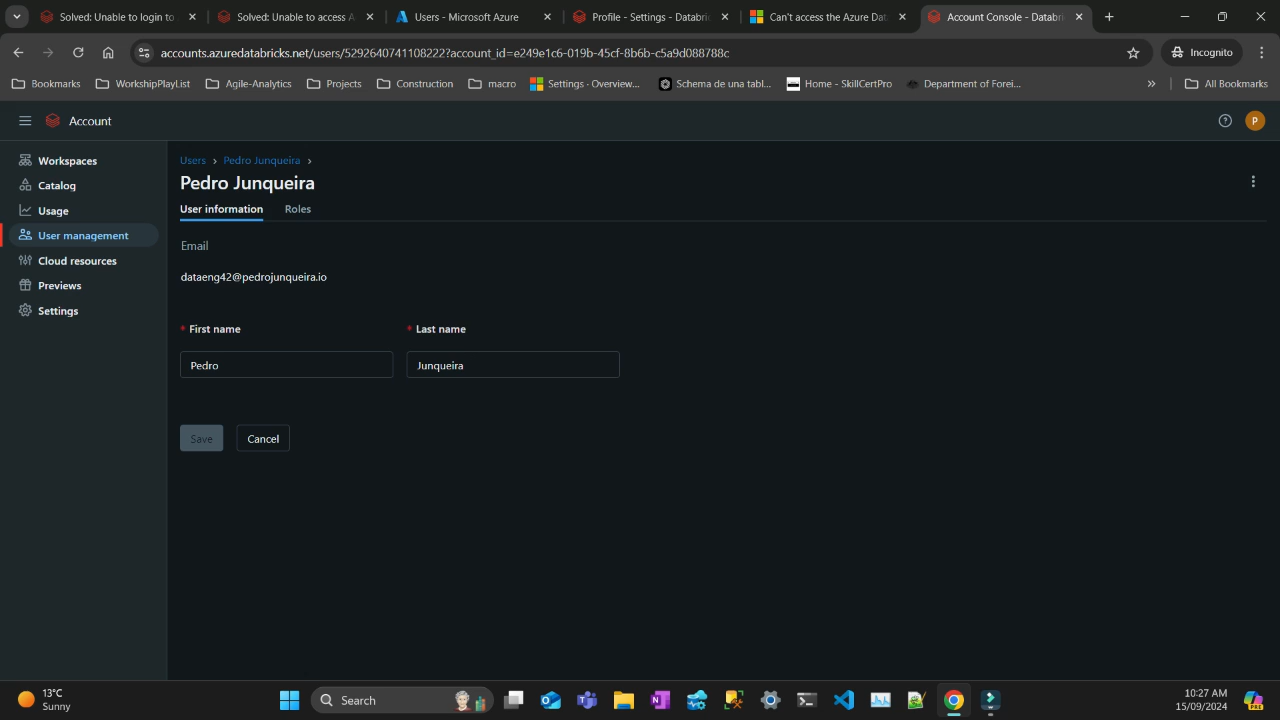 Solved: Unable to login to
Solved: Unable to access A
Users - Microsoft Azure
Profile - Settings - Databric
Can't access the Azure Dat
Account Console - Databri
accounts.azuredatabricks.net/users/5292640741108222?account_id=e249e1c6-019b-45cf-8b6b-c5a9d088788c
Incognito
Bookmarks
WorkshipPlayList
Agile-Analytics
Projects
Construction
macro
Settings - Overview...
Schema de una tabl...
Home - SkillCertPro
Department of Forei...
All Bookmarks
Account
P
Workspaces
Catalog
Usage
User management
Cloud resources
Previews
Settings
Users › Pedro Junqueira ›
Pedro Junqueira
User information
Roles
Email
dataeng42@pedrojunqueira.io
* First name
* Last name
Pedro
Junqueira
Save
Cancel
13°C
Sunny
Search
10:27 AM
15/09/2024